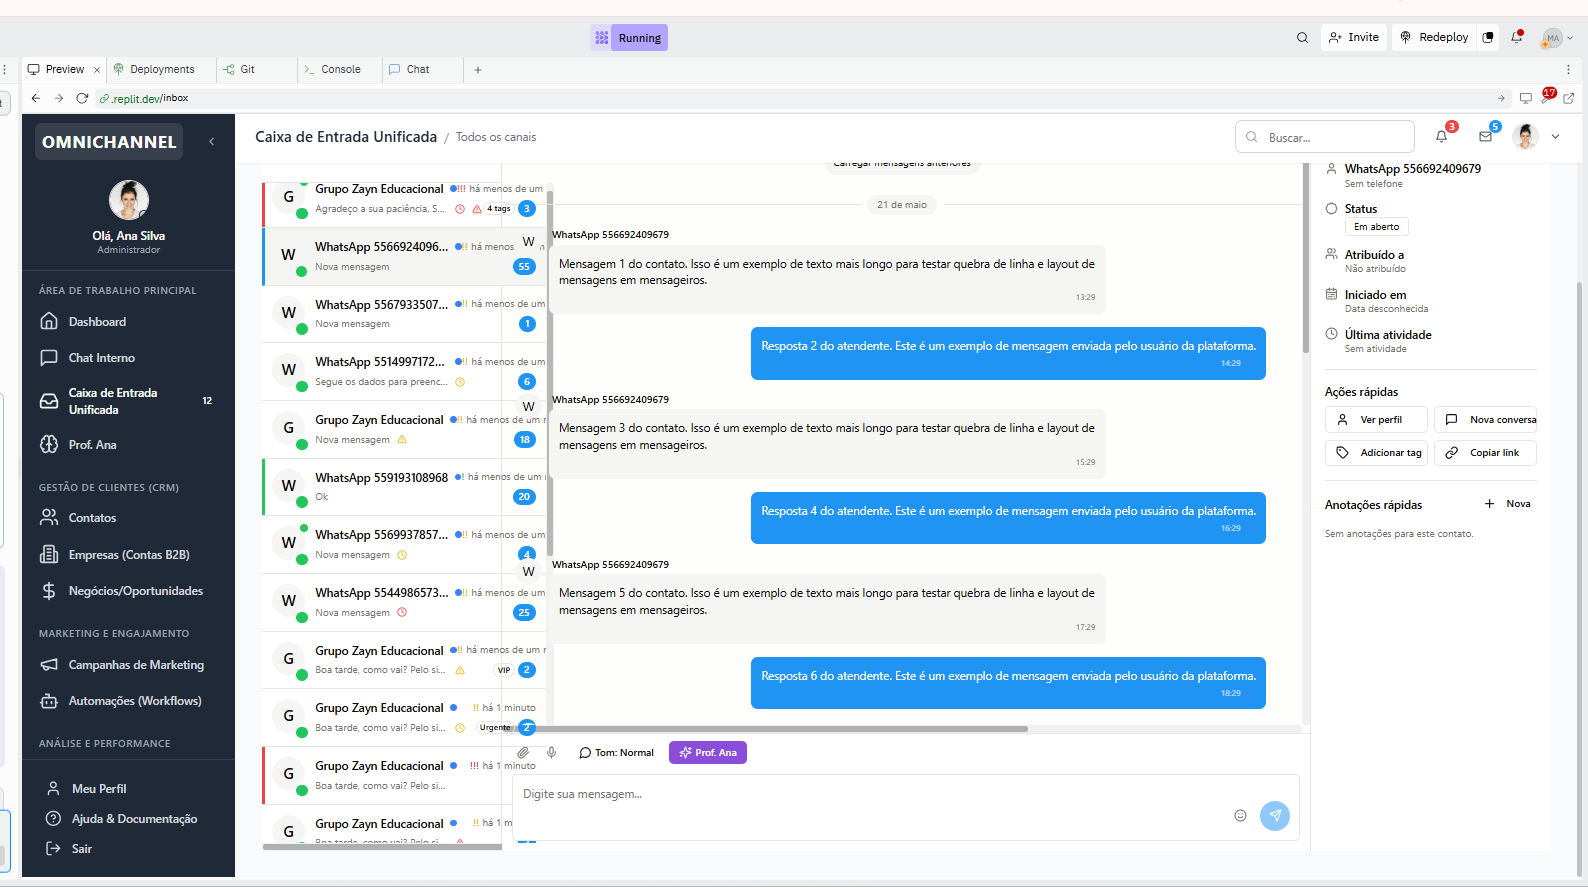 Running
Invite
Redeploy
MA
Preview
Deployments
Git
Console
Chat
.replit.dev/inbox
17
OMNICHANNEL
Olá, Ana Silva
Administrador
ÁREA DE TRABALHO PRINCIPAL
Dashboard
Chat Interno
Caixa de Entrada
Unificada
12
Prof. Ana
GESTÃO DE CLIENTES (CRM)
Contatos
Empresas (Contas B2B)
Negócios/Oportunidades
MARKETING E ENGAJAMENTO
Campanhas de Marketing
Automações (Workflows)
ANÁLISE E PERFORMANCE
Meu Perfil
Ajuda & Documentação
Sair
Caixa de Entrada Unificada / Todos os canais
Buscar...
3
5
G
Grupo Zayn Educacional !!! há menos de um
Agradeço a sua paciência. S... 4 tags 3
W
WhatsApp 5566924096... !! há menos
Nova mensagem 55
W
WhatsApp 5567933507... !! há menos de um
Nova mensagem 1
W
WhatsApp 5514997172... !! há menos de um
Segue os dados para preenc... 6
G
Grupo Zayn Educacional !! há menos de um
Nova mensagem 18
W
WhatsApp 559193108968 ! há menos de um
Ok 20
W
WhatsApp 5569937857... !! há menos de um
Nova mensagem 4
W
WhatsApp 5544986573... !! há menos de um
Nova mensagem 25
G
Grupo Zayn Educacional !! há menos de um
Boa tarde, como vai? Pelo si... VIP 2
G
Grupo Zayn Educacional !! há 1 minuto
Boa tarde, como vai? Pelo si... Urgente 2
G
Grupo Zayn Educacional !!! há 1 minuto
Boa tarde, como vai? Pelo si...
G
Grupo Zayn Educacional !! há 1 m
Boa tarde, como vai? Pelo si...
Carregar mensagens anteriores
21 de maio
WhatsApp 556692409679
W
Mensagem 1 do contato. Isso é um exemplo de texto mais longo para testar quebra de linha e layout de
mensagens em mensageiros.
13:29
Resposta 2 do atendente. Este é um exemplo de mensagem enviada pelo usuário da plataforma.
14:29
WhatsApp 556692409679
W
Mensagem 3 do contato. Isso é um exemplo de texto mais longo para testar quebra de linha e layout de
mensagens em mensageiros.
15:29
Resposta 4 do atendente. Este é um exemplo de mensagem enviada pelo usuário da plataforma.
16:29
WhatsApp 556692409679
W
Mensagem 5 do contato. Isso é um exemplo de texto mais longo para testar quebra de linha e layout de
mensagens em mensageiros.
17:29
Resposta 6 do atendente. Este é um exemplo de mensagem enviada pelo usuário da plataforma.
18:29
Tom: Normal
Prof. Ana
Digite sua mensagem...
WhatsApp 556692409679
Sem telefone
Status
Em aberto
Atribuído a
Não atribuído
Iniciado em
Data desconhecida
Última atividade
Sem atividade
Ações rápidas
Ver perfil
Nova conversa
Adicionar tag
Copiar link
Anotações rápidas
Nova
Sem anotações para este contato.